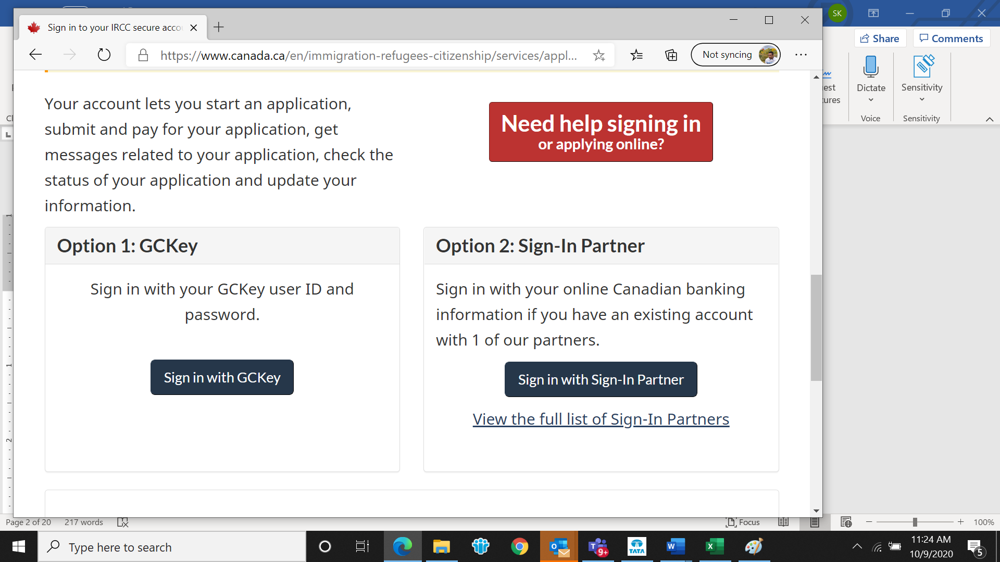 Sign in to your IRCC secure acco
https://www.canada.ca/en/immigration-refugees-citizenship/services/appl...
Not syncing
SK
Share
Comments
Dictate
Sensitivity
Voice
Sensitivity
Your account lets you start an application,
submit and pay for your application, get
messages related to your application, check the
status of your application and update your
information.
Need help signing in
or applying online?
Option 1: GCKey
Sign in with your GCKey user ID and
password.
Sign in with GCKey
Option 2: Sign-In Partner
Sign in with your online Canadian banking
information if you have an existing account
with 1 of our partners.
Sign in with Sign-In Partner
View the full list of Sign-In Partners
1
1
2
Page 2 of 20
217 words
Focus
100%
Type here to search
9+
TATA
11:24 AM
10/9/2020
5